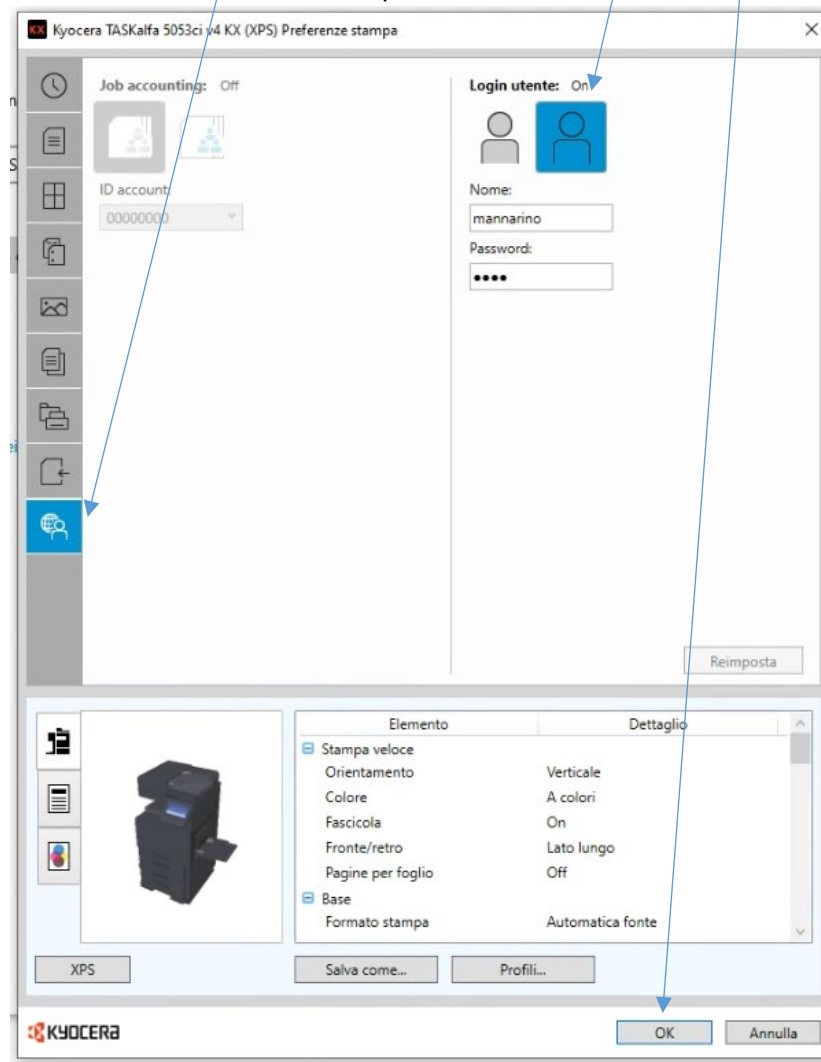 KX Kyocera TASKalfa 5053ci v4 KX (XPS) Preferenze stampa
Job accounting: Off
ID account:
00000000
Login utente: On
Nome:
mannarino
Password:
••••
Reimposta
Elemento Dettaglio
Stampa veloce
Orientamento Verticale
Colore A colori
Fascicola On
Fronte/retro Lato lungo
Pagine per foglio Off
Base
Formato stampa Automatica fonte
XPS Salva come... Profili...
KYOCERA OK Annulla